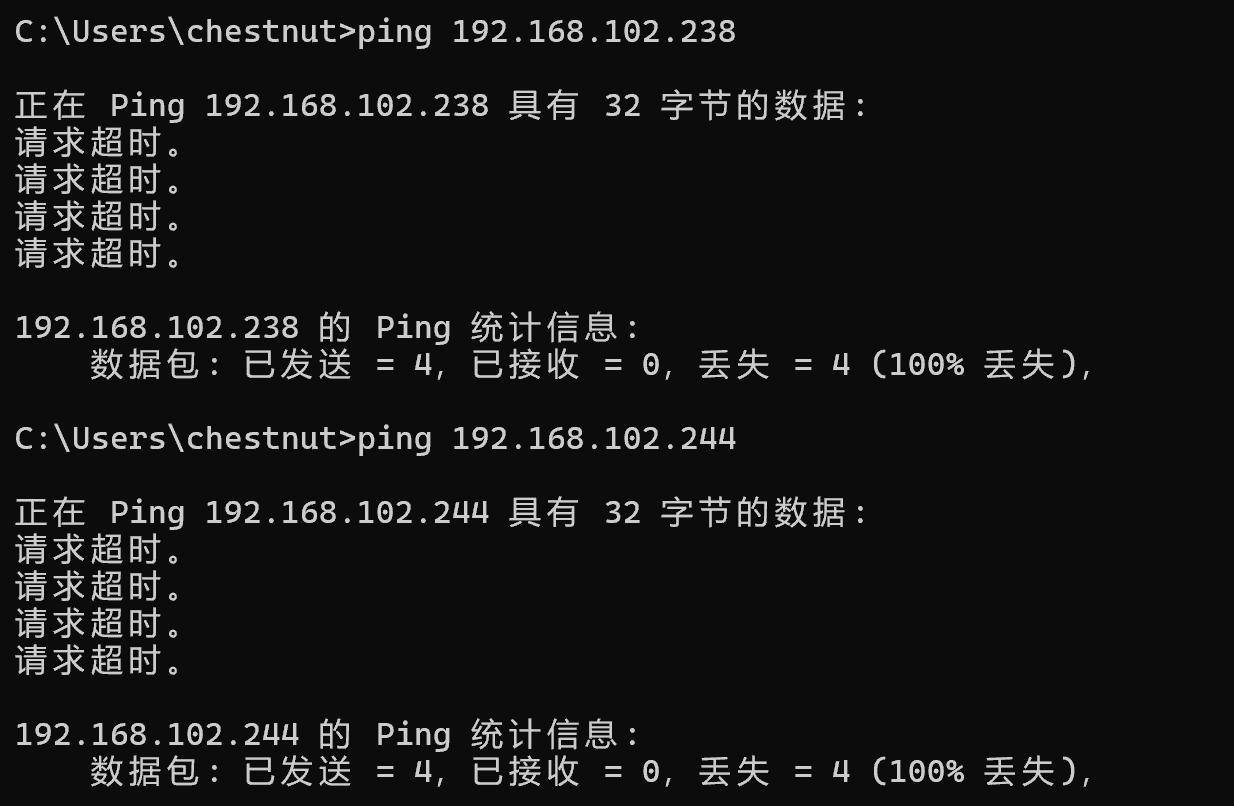 C:\Users\chestnut>ping 192.168.102.238
正在 Ping 192.168.102.238 具有 32 字节的数据:
请求超时。
请求超时。
请求超时。
请求超时。
192.168.102.238 的 Ping 统计信息:
    数据包: 已发送 = 4, 已接收 = 0, 丢失 = 4 (100% 丢失),
C:\Users\chestnut>ping 192.168.102.244
正在 Ping 192.168.102.244 具有 32 字节的数据:
请求超时。
请求超时。
请求超时。
请求超时。
192.168.102.244 的 Ping 统计信息:
    数据包: 已发送 = 4, 已接收 = 0, 丢失 = 4 (100% 丢失),